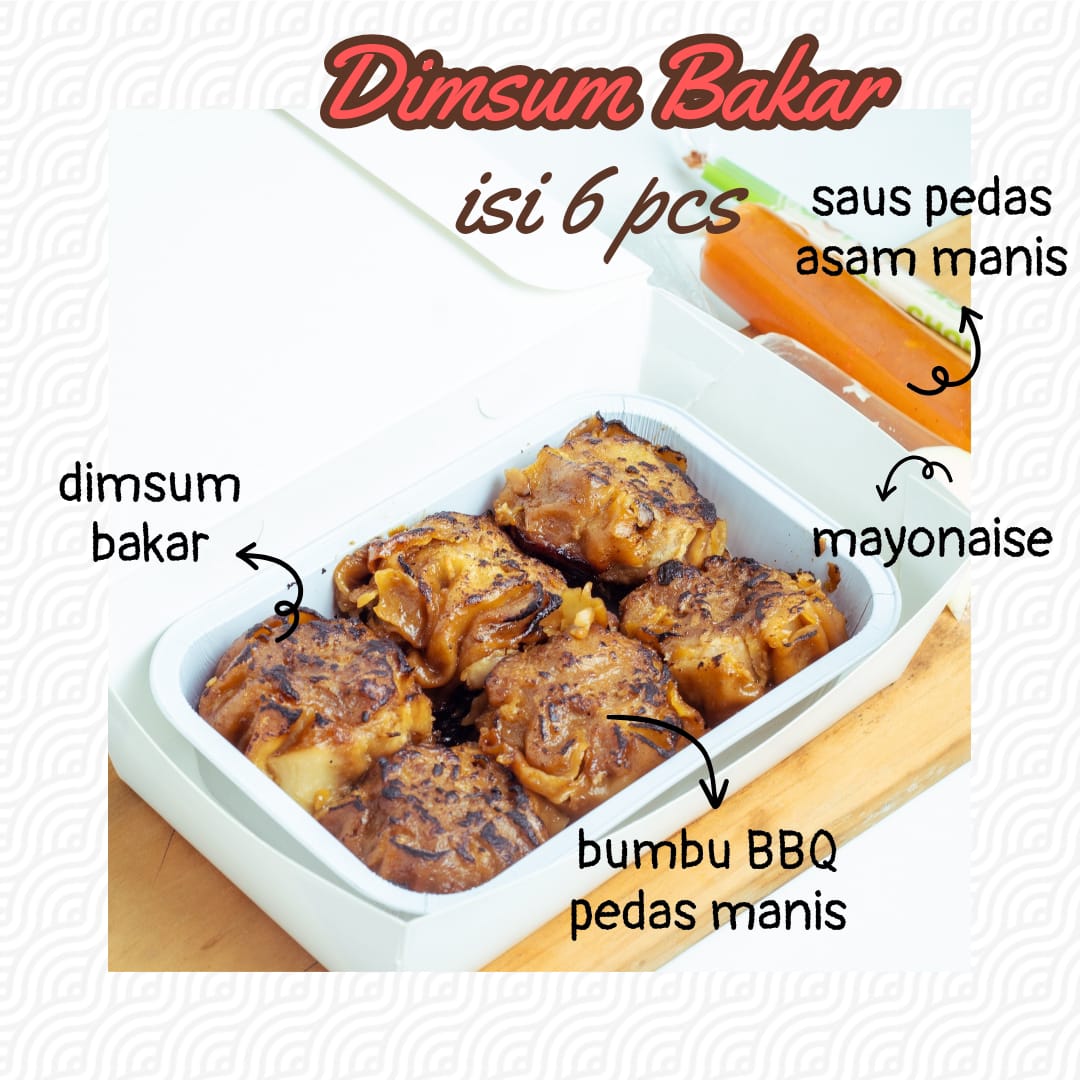 Dimsum Bakar
isi 6 pcs
saus pedas
asam manis
dimsum
bakar
mayonaise
bumbu BBQ
pedas manis